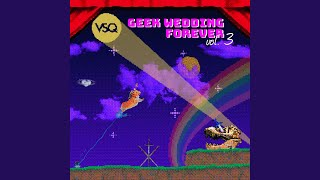 VSQ
GEEK WEDDING
FOREVER
vol. 3